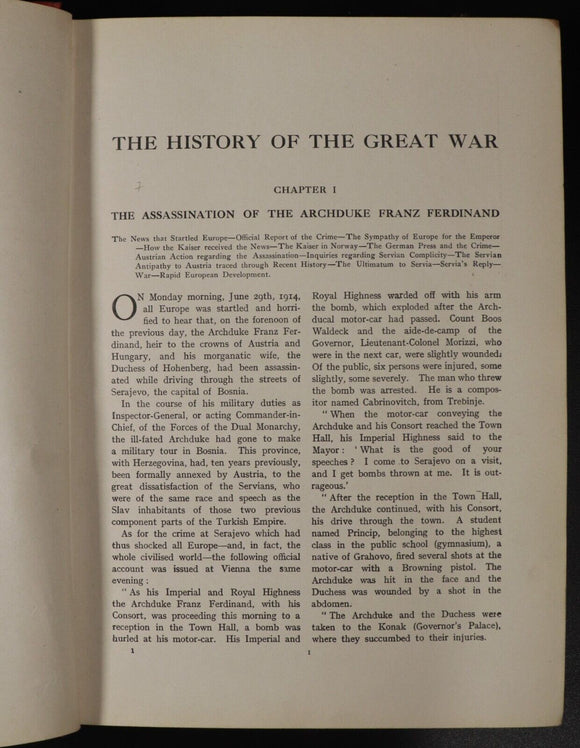 THE HISTORY OF THE GREAT WAR
CHAPTER I
THE ASSASSINATION OF THE ARCHDUKE FRANZ FERDINAND
The News that Startled Europe—Official Report of the Crime—The Sympathy of Europe for the Emperor
—How the Kaiser received the News—The Kaiser in Norway—The German Press and the Crime—
Austrian Action regarding the Assassination—Inquiries regarding Servian Complicity—The Servian
Antipathy to Austria traced through Recent History—The Ultimatum to Servia—Servia's Reply—
War—Rapid European Development.
ON Monday morning, June 29th, 1914,
all Europe was startled and horri-
fied to hear that, on the forenoon of
the previous day, the Archduke Franz Fer-
dinand, heir to the crowns of Austria and
Hungary, and his morganatic wife, the
Duchess of Hohenberg, had been assassin-
ated while driving through the streets of
Serajevo, the capital of Bosnia.
In the course of his military duties as
Inspector-General, or acting Commander-in-
Chief, of the Forces of the Dual Monarchy,
the ill-fated Archduke had gone to make
a military tour in Bosnia. This province,
with Herzegovina, had, ten years previously,
been formally annexed by Austria, to the
great dissatisfaction of the Servians, who
were of the same race and speech as the
Slav inhabitants of those two previous
component parts of the Turkish Empire.
As for the crime at Serajevo which had
thus shocked all Europe—and, in fact, the
whole civilised world—the following official
account was issued at Vienna the same
evening :
" As his Imperial and Royal Highness
the Archduke Franz Ferdinand, with his
Consort, was proceeding this morning to a
reception in the Town Hall, a bomb was
hurled at his motor-car. His Imperial and
1
Royal Highness warded off with his arm
the bomb, which exploded after the Arch-
ducal motor-car had passed. Count Boos
Waldeck and the aide-de-camp of the
Governor, Lieutenant-Colonel Morizzi, who
were in the next car, were slightly wounded.
Of the public, six persons were injured, some
slightly, some severely. The man who threw
the bomb was arrested. He is a compos-
itor named Cabrinovitch, from Trebinje.
" When the motor-car conveying the
Archduke and his Consort reached the Town
Hall, his Imperial Highness said to the
Mayor : ' What is the good of your
speeches ? I come to Serajevo on a visit,
and I get bombs thrown at me. It is out-
rageous.'
" After the reception in the Town Hall,
the Archduke continued, with his Consort,
his drive through the town. A student
named Princip, belonging to the highest
class in the public school (gymnasium), a
native of Grahovo, fired several shots at the
motor-car with a Browning pistol. The
Archduke was hit in the face and the
Duchess was wounded by a shot in the
abdomen.
" The Archduke and the Duchess were
taken to the Konak (Governor's Palace),
where they succumbed to their injuries.
1